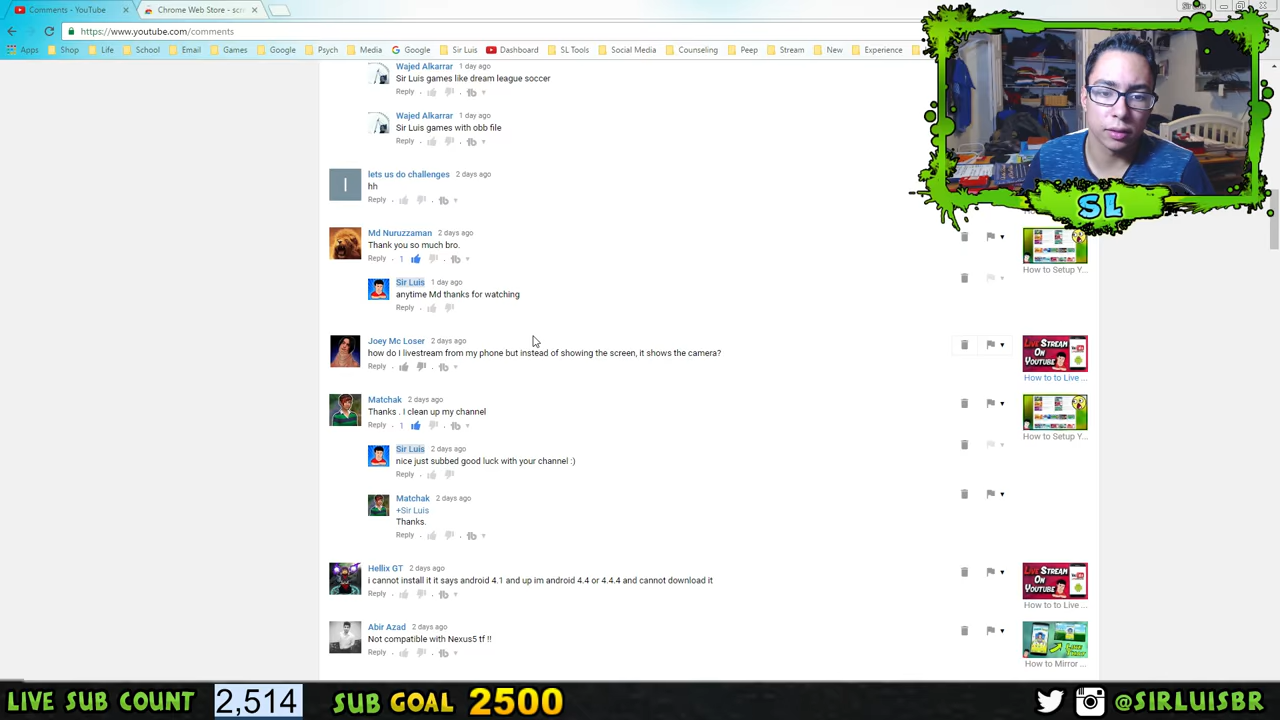 Comments - YouTube
Chrome Web Store - scr
https://www.youtube.com/comments
Apps Shop Life School Email Games Google Psych Media Google Sir Luis Dashboard SL Tools Social Media Counseling Peep Stream New Experience
Wajed Alkarrar 1 day ago
Sir Luis games like dream league soccer
Reply
Wajed Alkarrar 1 day ago
Sir Luis games with obb file
Reply
lets us do challenges 2 days ago
hh
Reply
Md Nuruzzaman 2 days ago
Thank you so much bro.
Reply 1
How to Setup Y...
Sir Luis 1 day ago
anytime Md thanks for watching
Reply
Joey Mc Loser 2 days ago
how do I livestream from my phone but instead of showing the screen, it shows the camera?
Reply
LIVE STREAM
ON
YOUTUBE
How to to Live ...
Matchak 2 days ago
Thanks . I clean up my channel
Reply 1
How to Setup Y...
Sir Luis 2 days ago
nice just subbed good luck with your channel :)
Reply
Matchak 2 days ago
+Sir Luis
Thanks.
Reply
Hellix GT 2 days ago
i cannot install it it says android 4.1 and up im android 4.4 or 4.4.4 and cannot download it
Reply
LIVE STREAM
ON
YOUTUBE
How to to Live ...
Abir Azad 2 days ago
Not compatible with Nexus5 tf !!
Reply
How to Mirror ...
SL
LIVE SUB COUNT 2,514 SUB GOAL 2500 @SIRLUISBR